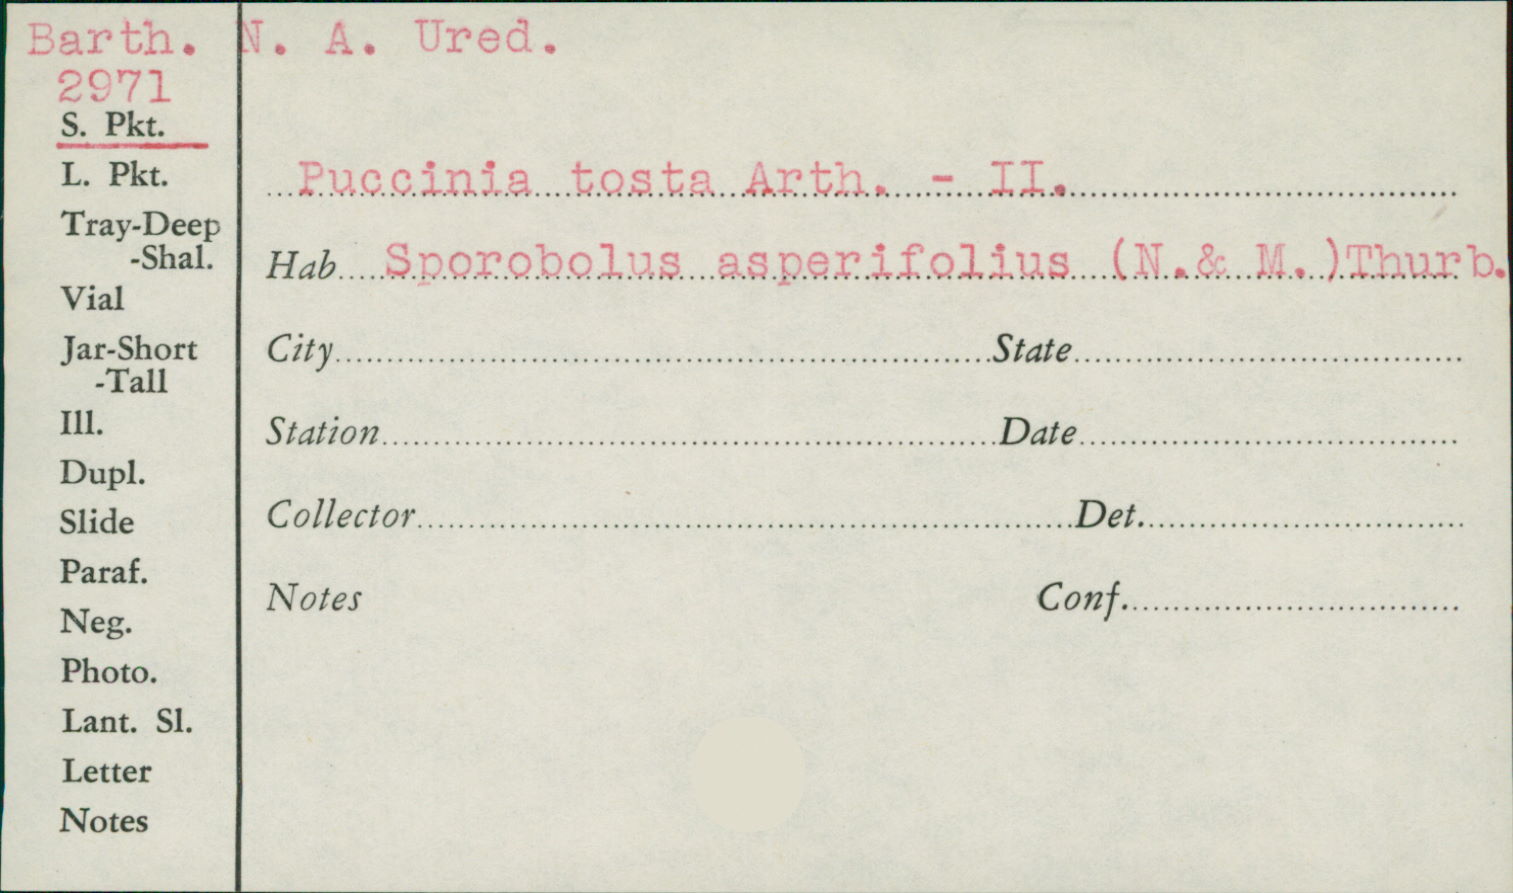 Barth. N. A. Ured.
2971
S. Pkt.
L. Pkt.
Tray-Deep
-Shal.
Vial
Jar-Short
-Tall
Ill.
Dupl.
Slide
Paraf.
Neg.
Photo.
Lant. Sl.
Letter
Notes
Puccinia tosta Arth. - II.
Hab Sporobolus asperifolius (N.& M.)Thurb.
City State
Station Date
Collector Det.
Notes Conf.